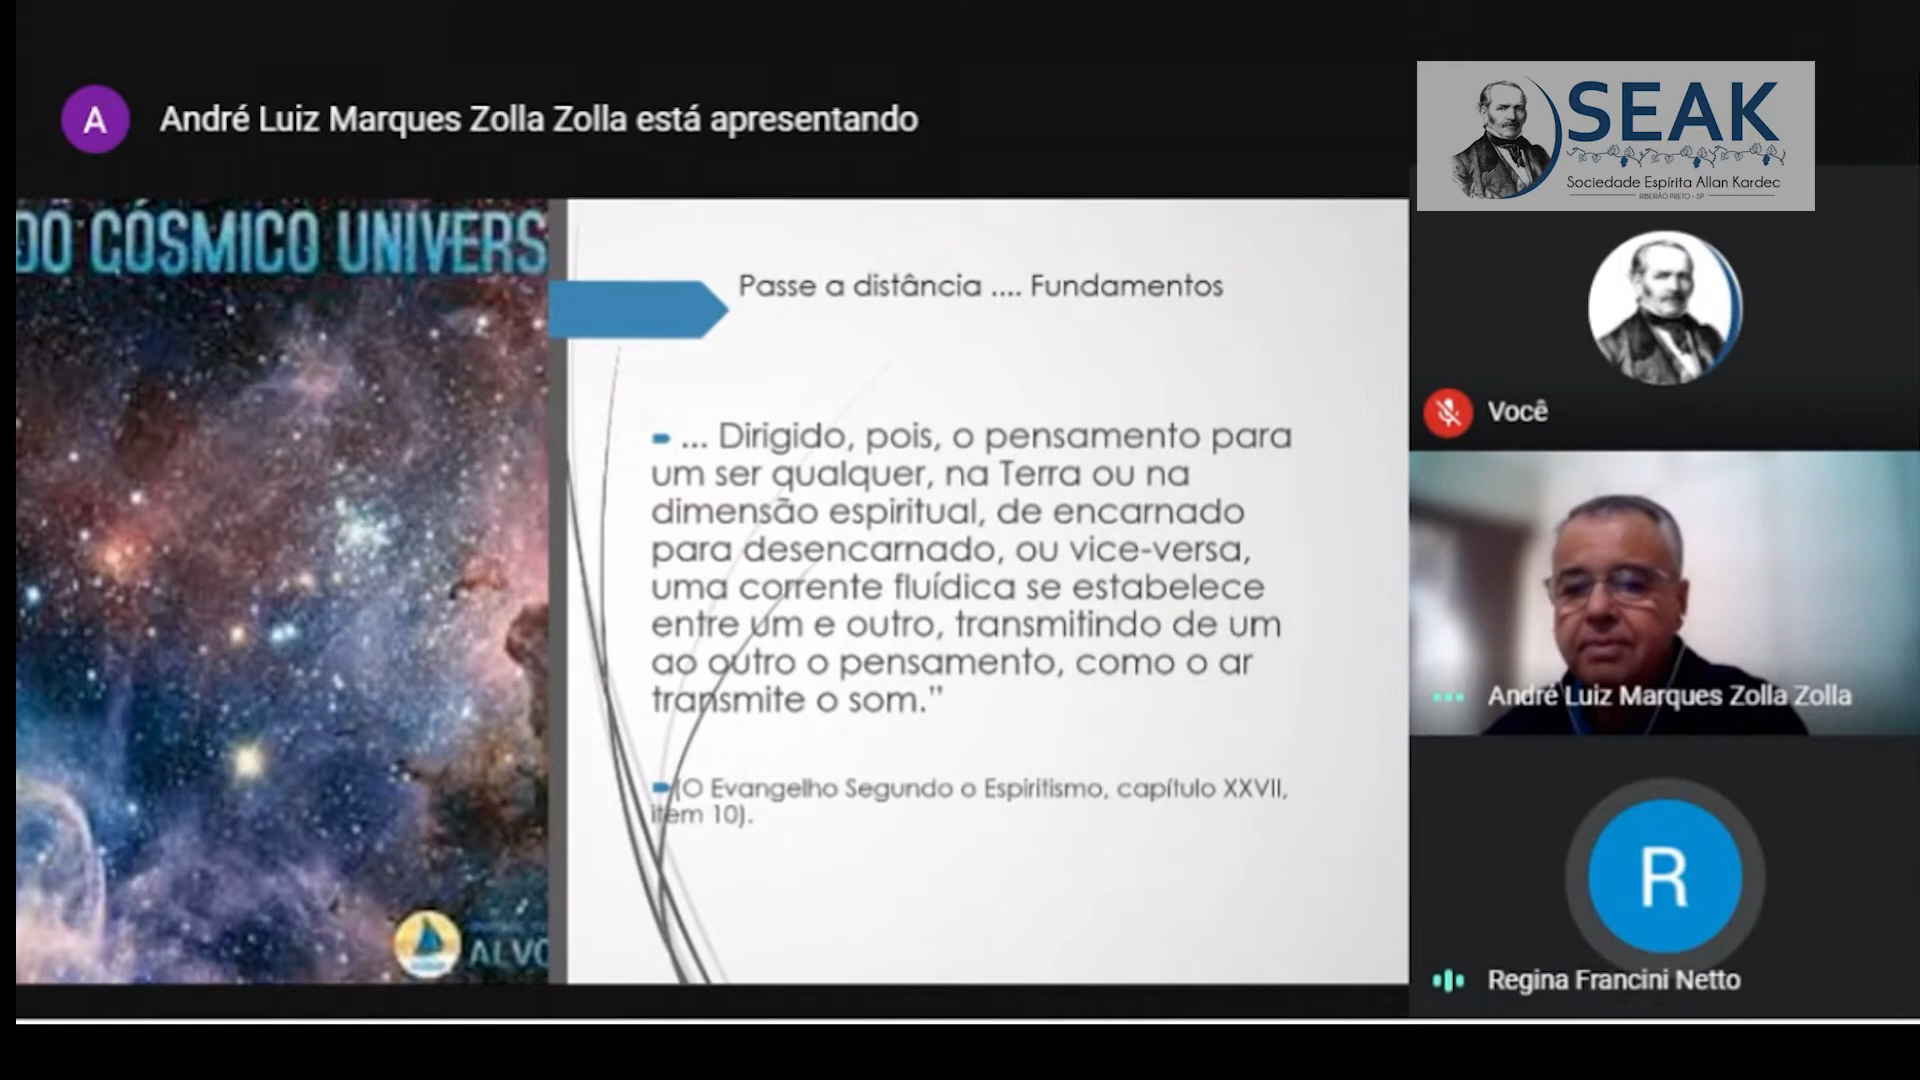 A
André Luiz Marques Zolla Zolla está apresentando
SEAK
Sociedade Espírita Allan Kardec
RIBEIRÃO PRETO - SP
DO CÓSMICO UNIVERS
Passe a distância .... Fundamentos
... Dirigido, pois, o pensamento para
um ser qualquer, na Terra ou na
dimensão espiritual, de encarnado
para desencarnado, ou vice-versa,
uma corrente fluídica se estabelece
entre um e outro, transmitindo de um
ao outro o pensamento, como o ar
transmite o som."
(O Evangelho Segundo o Espiritismo, capítulo XXVII,
item 10).
ALVO
Você
André Luiz Marques Zolla Zolla
R
Regina Francini Netto